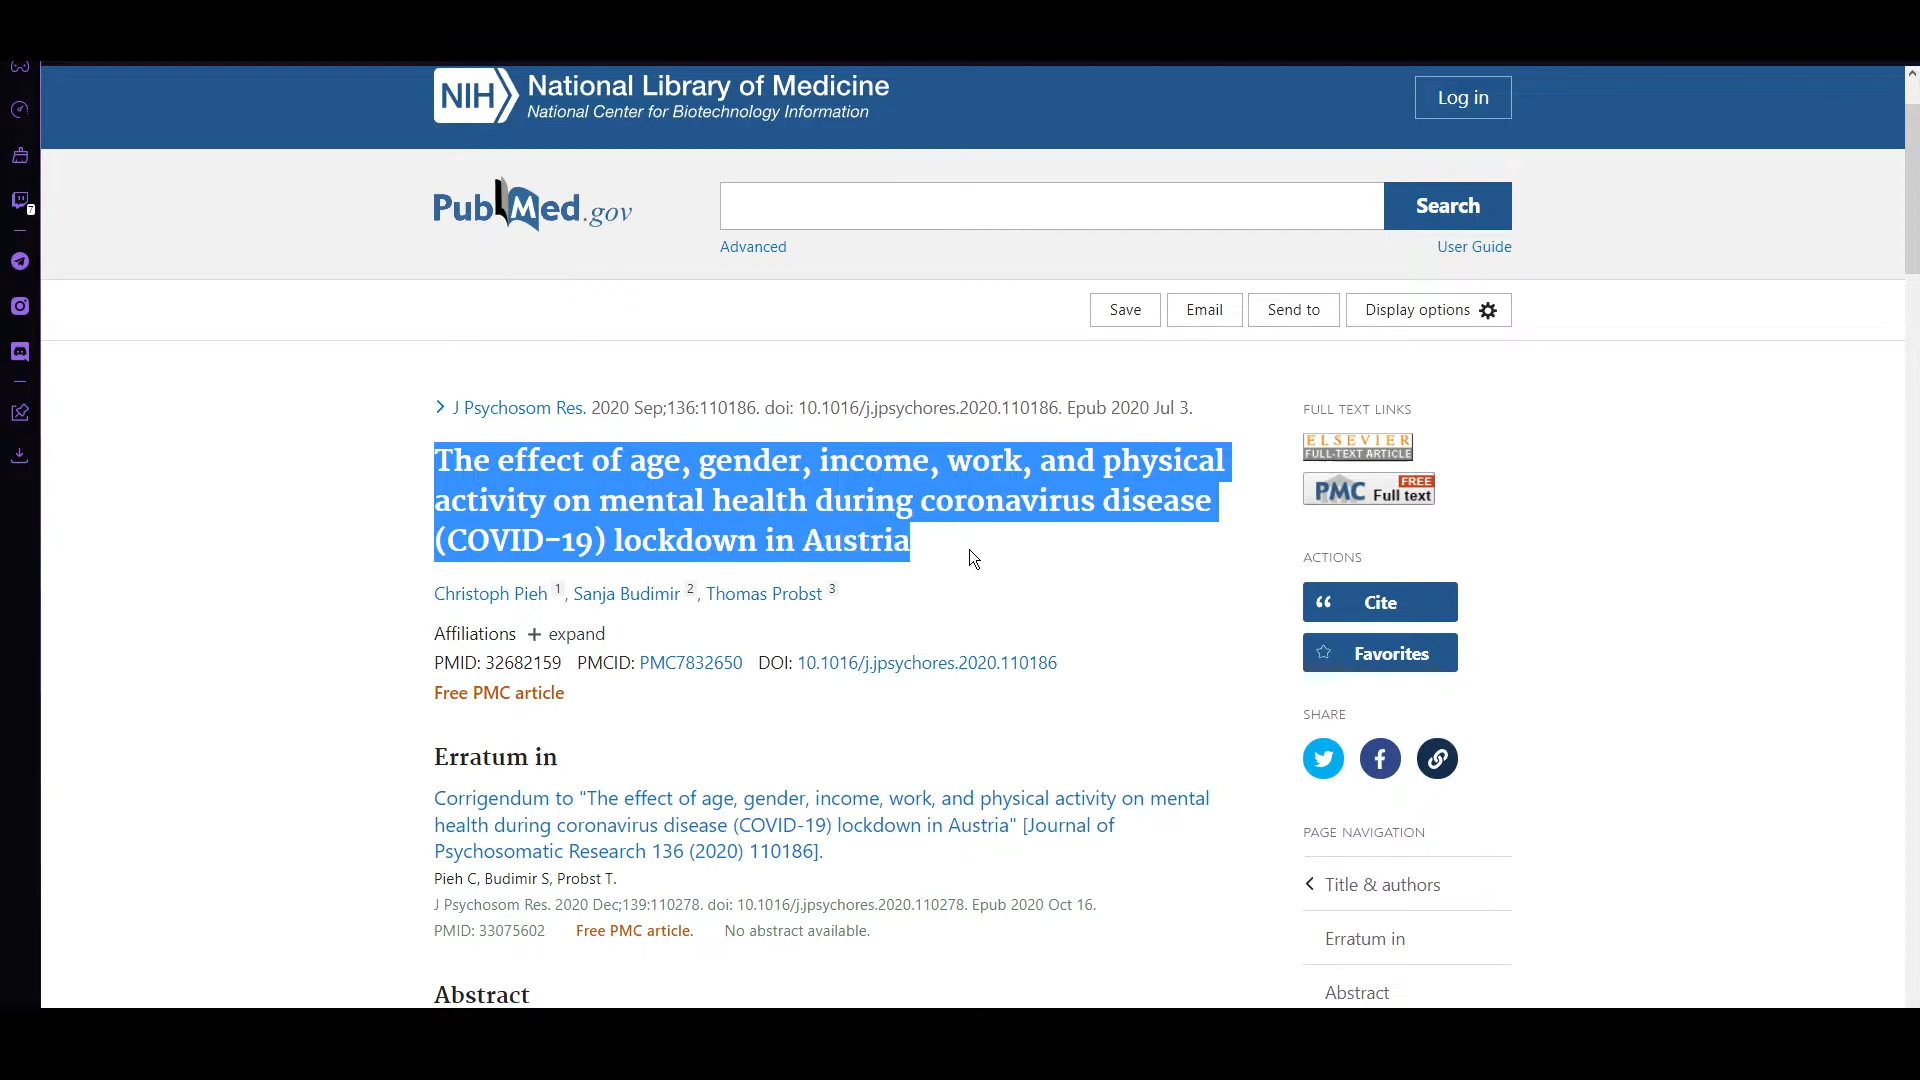 NIH National Library of Medicine
National Center for Biotechnology Information
Log in
PubMed.gov
Search
Advanced
User Guide
Save
Email
Send to
Display options
7
J Psychosom Res. 2020 Sep;136:110186. doi: 10.1016/j.jpsychores.2020.110186. Epub 2020 Jul 3.
The effect of age, gender, income, work, and physical
activity on mental health during coronavirus disease
(COVID-19) lockdown in Austria
Christoph Pieh 1, Sanja Budimir 2, Thomas Probst 3
Affiliations + expand
PMID: 32682159 PMCID: PMC7832650 DOI: 10.1016/j.jpsychores.2020.110186
Free PMC article
Erratum in
Corrigendum to "The effect of age, gender, income, work, and physical activity on mental
health during coronavirus disease (COVID-19) lockdown in Austria" [Journal of
Psychosomatic Research 136 (2020) 110186].
Pieh C, Budimir S, Probst T.
J Psychosom Res. 2020 Dec;139:110278. doi: 10.1016/j.jpsychores.2020.110278. Epub 2020 Oct 16.
PMID: 33075602 Free PMC article. No abstract available.
Abstract
FULL TEXT LINKS
ELSEVIER
FULL-TEXT ARTICLE
PMC FREE Full text
ACTIONS
Cite
Favorites
SHARE
PAGE NAVIGATION
Title & authors
Erratum in
Abstract